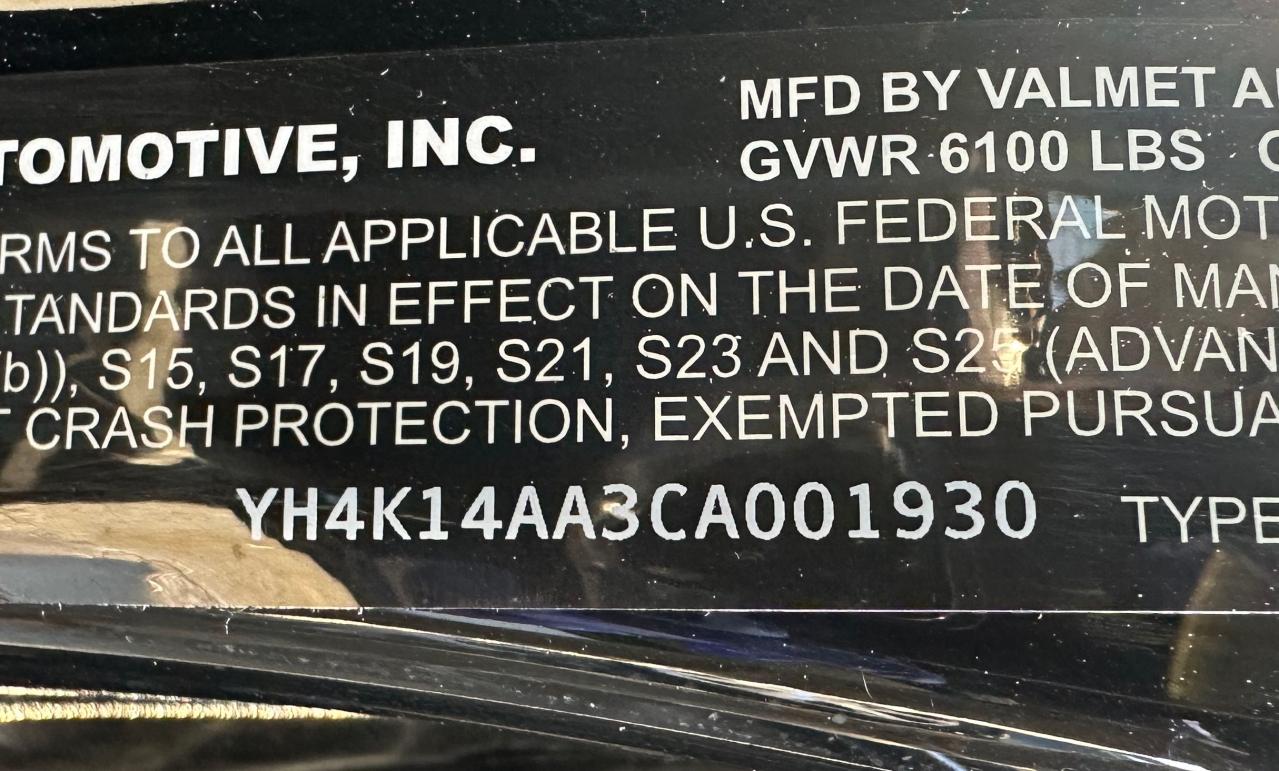 TOMOTIVE, INC.
MFD BY VALMET A
GVWR 6100 LBS
RMS TO ALL APPLICABLE U.S. FEDERAL MOT
TANDARDS IN EFFECT ON THE DATE OF MAN
(b)), S15, S17, S19, S21, S23 AND S25 (ADVAN
CRASH PROTECTION, EXEMPTED PURSUA
YH4K14AA3CA001930 TYPE